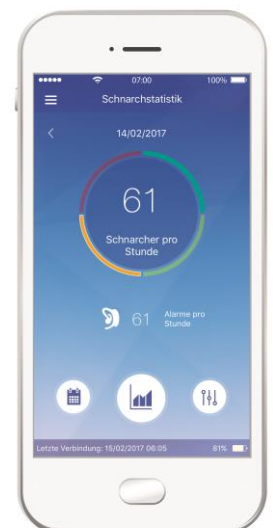 07:00 100%
Schnarchstatistik
14/02/2017
61
Schnarcher pro
Stunde
61 Alarme pro
Stunde
Letzte Verbindung: 15/02/2017 06:05 81%